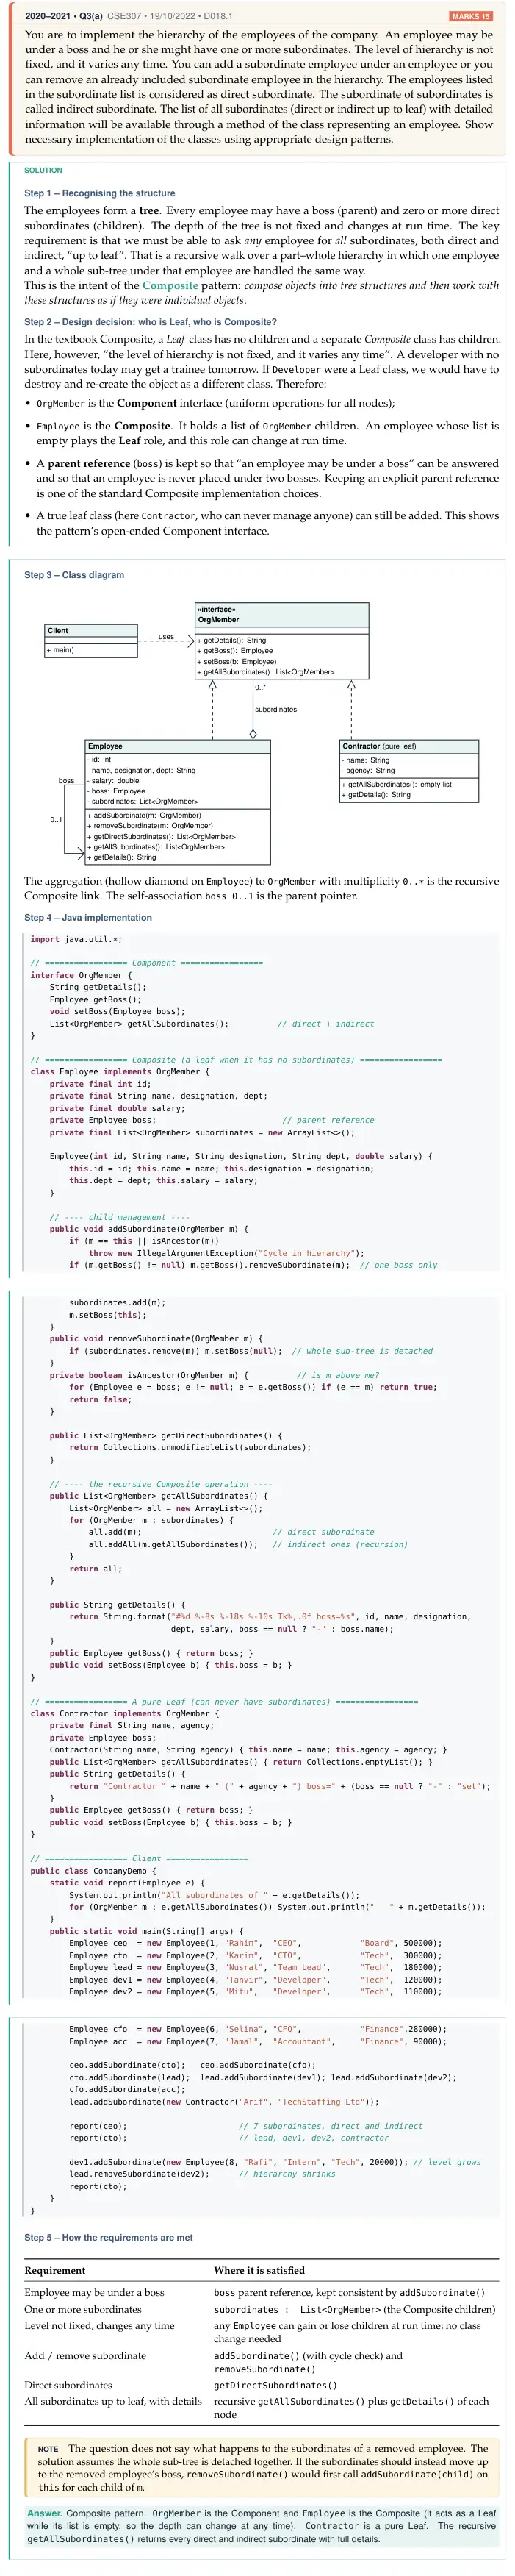 2020–2021 • Q3(a) CSE307 • 19/10/2022 • D018.1 MARKS 15
You are to implement the hierarchy of the employees of the company. An employee may be
under a boss and he or she might have one or more subordinates. The level of hierarchy is not
fixed, and it varies any time. You can add a subordinate employee under an employee or you
can remove an already included subordinate employee in the hierarchy. The employees listed
in the subordinate list is considered as direct subordinate. The subordinate of subordinates is
called indirect subordinate. The list of all subordinates (direct or indirect up to leaf) with detailed
information will be available through a method of the class representing an employee. Show
necessary implementation of the classes using appropriate design patterns.
SOLUTION
Step 1 – Recognising the structure
The employees form a tree. Every employee may have a boss (parent) and zero or more direct
subordinates (children). The depth of the tree is not fixed and changes at run time. The key
requirement is that we must be able to ask any employee for all subordinates, both direct and
indirect, “up to leaf”. That is a recursive walk over a part–whole hierarchy in which one employee
and a whole sub-tree under that employee are handled the same way.
This is the intent of the Composite pattern: compose objects into tree structures and then work with
these structures as if they were individual objects.
Step 2 – Design decision: who is Leaf, who is Composite?
In the textbook Composite, a Leaf class has no children and a separate Composite class has children.
Here, however, “the level of hierarchy is not fixed, and it varies any time”. A developer with no
subordinates today may get a trainee tomorrow. If Developer were a Leaf class, we would have to
destroy and re-create the object as a different class. Therefore:
• OrgMember is the Component interface (uniform operations for all nodes);
• Employee is the Composite. It holds a list of OrgMember children. An employee whose list is
empty plays the Leaf role, and this role can change at run time.
• A parent reference (boss) is kept so that “an employee may be under a boss” can be answered
and so that an employee is never placed under two bosses. Keeping an explicit parent reference
is one of the standard Composite implementation choices.
• A true leaf class (here Contractor, who can never manage anyone) can still be added. This shows
the pattern’s open-ended Component interface.
Step 3 – Class diagram
«interface»
OrgMember
+ getDetails(): String
+ getBoss(): Employee
+ setBoss(b: Employee)
+ getAllSubordinates(): List<OrgMember>
Client
+ main()
uses
0..*
subordinates
Employee
- id: int
- name, designation, dept: String
- salary: double
- boss: Employee
- subordinates: List<OrgMember>
+ addSubordinate(m: OrgMember)
+ removeSubordinate(m: OrgMember)
+ getDirectSubordinates(): List<OrgMember>
+ getAllSubordinates(): List<OrgMember>
+ getDetails(): String
boss
0..1
Contractor (pure leaf)
- name: String
- agency: String
+ getAllSubordinates(): empty list
+ getDetails(): String
The aggregation (hollow diamond on Employee) to OrgMember with multiplicity 0..* is the recursive
Composite link. The self-association boss 0..1 is the parent pointer.
Step 4 – Java implementation
import java.util.*;
// ================= Component =================
interface OrgMember {
    String getDetails();
    Employee getBoss();
    void setBoss(Employee boss);
    List<OrgMember> getAllSubordinates();          // direct + indirect
}
// ================= Composite (a leaf when it has no subordinates) =================
class Employee implements OrgMember {
    private final int id;
    private final String name, designation, dept;
    private final double salary;
    private Employee boss;                          // parent reference
    private final List<OrgMember> subordinates = new ArrayList<>();
    Employee(int id, String name, String designation, String dept, double salary) {
        this.id = id; this.name = name; this.designation = designation;
        this.dept = dept; this.salary = salary;
    }
    // ---- child management ----
    public void addSubordinate(OrgMember m) {
        if (m == this || isAncestor(m))
            throw new IllegalArgumentException("Cycle in hierarchy");
        if (m.getBoss() != null) m.getBoss().removeSubordinate(m);  // one boss only
        subordinates.add(m);
        m.setBoss(this);
    }
    public void removeSubordinate(OrgMember m) {
        if (subordinates.remove(m)) m.setBoss(null);  // whole sub-tree is detached
    }
    private boolean isAncestor(OrgMember m) {          // is m above me?
        for (Employee e = boss; e != null; e = e.getBoss()) if (e == m) return true;
        return false;
    }
    public List<OrgMember> getDirectSubordinates() {
        return Collections.unmodifiableList(subordinates);
    }
    // ---- the recursive Composite operation ----
    public List<OrgMember> getAllSubordinates() {
        List<OrgMember> all = new ArrayList<>();
        for (OrgMember m : subordinates) {
            all.add(m);                           // direct subordinate
            all.addAll(m.getAllSubordinates());   // indirect ones (recursion)
        }
        return all;
    }
    public String getDetails() {
        return String.format("#%d %-8s %-18s %-10s Tk%,.0f boss=%s", id, name, designation,
                             dept, salary, boss == null ? "-" : boss.name);
    }
    public Employee getBoss() { return boss; }
    public void setBoss(Employee b) { this.boss = b; }
}
// ================= A pure Leaf (can never have subordinates) =================
class Contractor implements OrgMember {
    private final String name, agency;
    private Employee boss;
    Contractor(String name, String agency) { this.name = name; this.agency = agency; }
    public List<OrgMember> getAllSubordinates() { return Collections.emptyList(); }
    public String getDetails() {
        return "Contractor " + name + " (" + agency + ") boss=" + (boss == null ? "-" : "set");
    }
    public Employee getBoss() { return boss; }
    public void setBoss(Employee b) { this.boss = b; }
}
// ================= Client =================
public class CompanyDemo {
    static void report(Employee e) {
        System.out.println("All subordinates of " + e.getDetails());
        for (OrgMember m : e.getAllSubordinates()) System.out.println("   " + m.getDetails());
    }
    public static void main(String[] args) {
        Employee ceo  = new Employee(1, "Rahim",  "CEO",            "Board", 500000);
        Employee cto  = new Employee(2, "Karim",  "CTO",            "Tech",  300000);
        Employee lead = new Employee(3, "Nusrat", "Team Lead",      "Tech",  180000);
        Employee dev1 = new Employee(4, "Tanvir", "Developer",      "Tech",  120000);
        Employee dev2 = new Employee(5, "Mitu",   "Developer",      "Tech",  110000);
        Employee cfo  = new Employee(6, "Selina", "CFO",            "Finance",280000);
        Employee acc  = new Employee(7, "Jamal",  "Accountant",     "Finance", 90000);
        ceo.addSubordinate(cto);   ceo.addSubordinate(cfo);
        cto.addSubordinate(lead);  lead.addSubordinate(dev1); lead.addSubordinate(dev2);
        cfo.addSubordinate(acc);
        lead.addSubordinate(new Contractor("Arif", "TechStaffing Ltd"));
        report(ceo);                       // 7 subordinates, direct and indirect
        report(cto);                       // lead, dev1, dev2, contractor
        dev1.addSubordinate(new Employee(8, "Rafi", "Intern", "Tech", 20000)); // level grows
        lead.removeSubordinate(dev2);      // hierarchy shrinks
        report(cto);
    }
}
Step 5 – How the requirements are met
Requirement Where it is satisfied
Employee may be under a boss boss parent reference, kept consistent by addSubordinate()
One or more subordinates subordinates : List<OrgMember> (the Composite children)
Level not fixed, changes any time any Employee can gain or lose children at run time; no class
change needed
Add / remove subordinate addSubordinate() (with cycle check) and
removeSubordinate()
Direct subordinates getDirectSubordinates()
All subordinates up to leaf, with details recursive getAllSubordinates() plus getDetails() of each
node
NOTE The question does not say what happens to the subordinates of a removed employee. The
solution assumes the whole sub-tree is detached together. If the subordinates should instead move up
to the removed employee’s boss, removeSubordinate() would first call addSubordinate(child) on
this for each child of m.
Answer. Composite pattern. OrgMember is the Component and Employee is the Composite (it acts as a Leaf
while its list is empty, so the depth can change at any time). Contractor is a pure Leaf. The recursive
getAllSubordinates() returns every direct and indirect subordinate with full details.